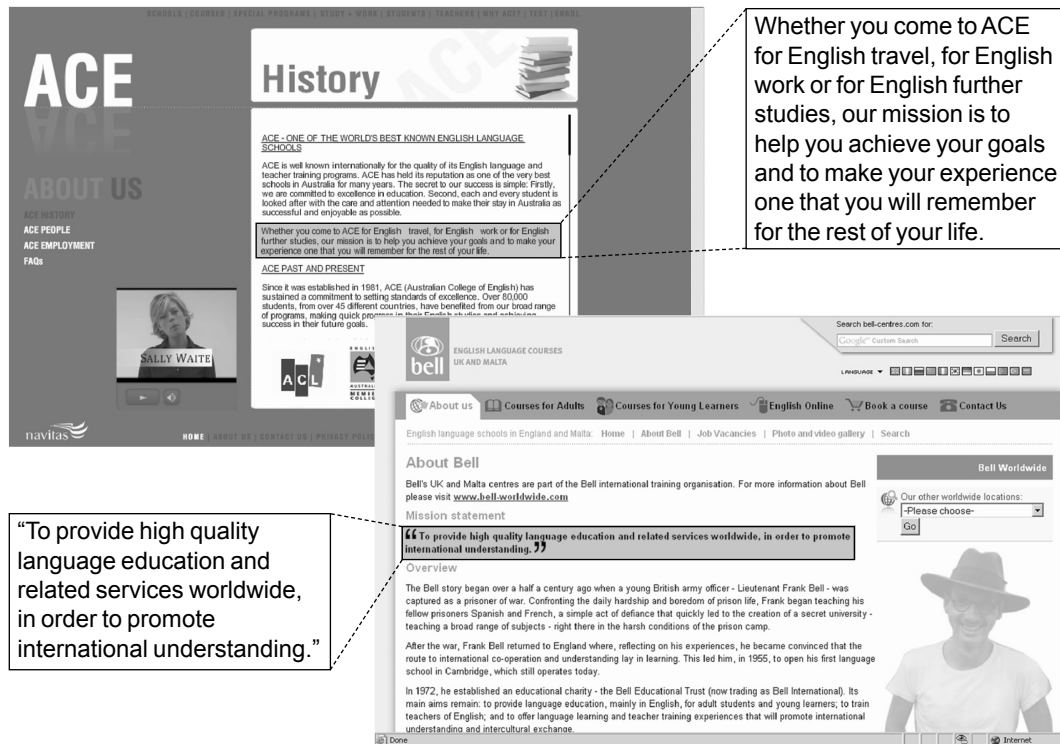 SCHOOLS | COURSES | SPECIAL PROGRAMS | STUDY + WORK | STUDENTS | TEACHERS | WHY ACE? | TEST | ENROL
ACE
History
ABOUT US
ACE HISTORY
ACE PEOPLE
ACE EMPLOYMENT
FAQs
SALLY WAITE
navitas
ACE - ONE OF THE WORLD'S BEST KNOWN ENGLISH LANGUAGE
SCHOOLS
ACE is well known internationally for the quality of its English language and
teacher training programs. ACE has held its reputation as one of the very best
schools in Australia for many years. The secret to our success is simple: Firstly,
we are committed to excellence in education. Second, each and every student is
looked after with the care and attention needed to make their stay in Australia as
successful and enjoyable as possible.
Whether you come to ACE for English travel, for English work or for English
further studies, our mission is to help you achieve your goals and to make your
experience one that you will remember for the rest of your life.
ACE PAST AND PRESENT
Since it was established in 1981, ACE (Australian College of English) has
sustained a commitment to setting standards of excellence. Over 80,000
students, from over 45 different countries, have benefited from our broad range
of programs, making quick progress in their English studies and achieving
success in their future goals.
ACL
HOME | ABOUT US | CONTACT US | PRIVACY POLIC
Whether you come to ACE
for English travel, for English
work or for English further
studies, our mission is to
help you achieve your goals
and to make your experience
one that you will remember
for the rest of your life.
bell
ENGLISH LANGUAGE COURSES
UK AND MALTA
Search bell-centres.com for:
Google™ Custom Search
Search
LANGUAGE
About us Courses for Adults Courses for Young Learners English Online Book a course Contact Us
English language schools in England and Malta: Home | About Bell | Job Vacancies | Photo and video gallery | Search
About Bell
Bell's UK and Malta centres are part of the Bell international training organisation. For more information about Bell
please visit www.bell-worldwide.com
Mission statement
“ To provide high quality language education and related services worldwide, in order to promote
international understanding. ”
Overview
The Bell story began over a half a century ago when a young British army officer - Lieutenant Frank Bell - was
captured as a prisoner of war. Confronting the daily hardship and boredom of prison life, Frank began teaching his
fellow prisoners Spanish and French, a simple act of defiance that quickly led to the creation of a secret university -
teaching a broad range of subjects - right there in the harsh conditions of the prison camp.
After the war, Frank Bell returned to England where, reflecting on his experiences, he became convinced that the
route to international co-operation and understanding lay in learning. This led him, in 1955, to open his first language
school in Cambridge, which still operates today.
In 1972, he established an educational charity - the Bell Educational Trust (now trading as Bell International). Its
main aims remain: to provide language education, mainly in English, for adult students and young learners; to train
teachers of English; and to offer language learning and teacher training experiences that will promote international
understanding and intercultural exchange.
Bell Worldwide
Our other worldwide locations:
-Please choose-
Go
Done
Internet
“To provide high quality
language education and
related services worldwide,
in order to promote
international understanding.”